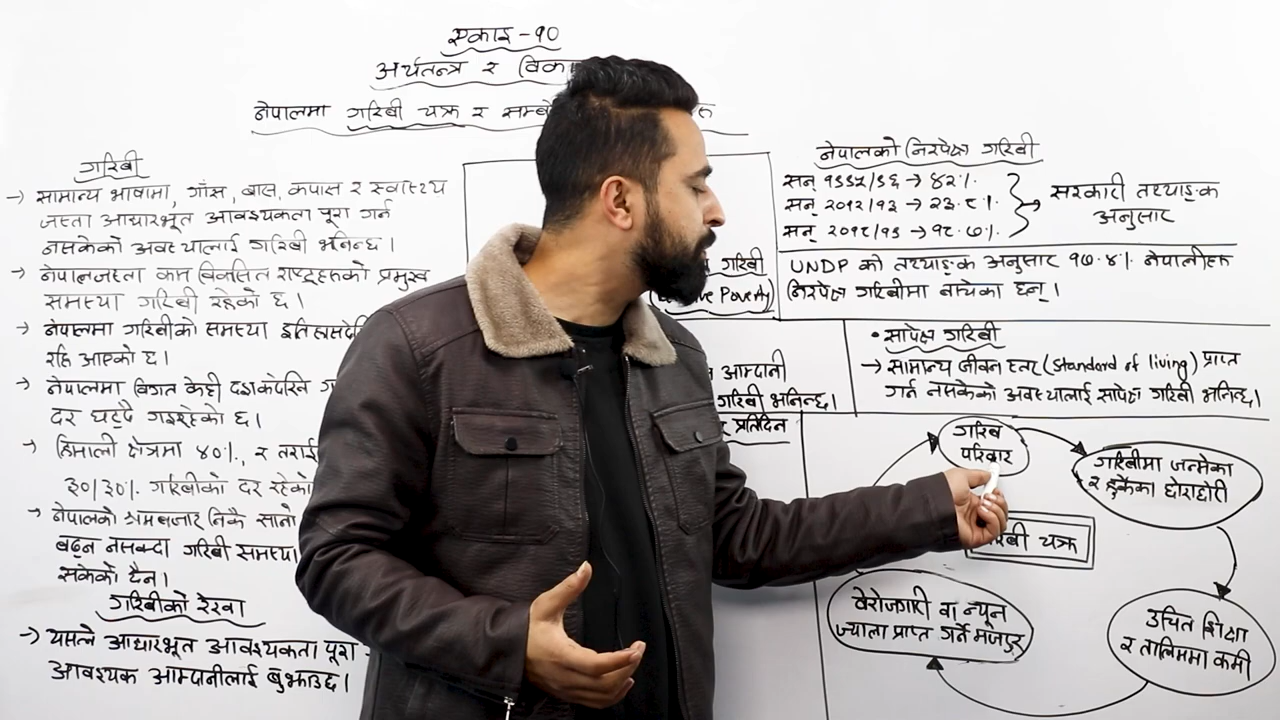 एकाइ-१०
अर्थतन्त्र र विका
नेपालमा गरिबी चक्र र
गरिबी
→ सामान्य भाषामा, गाँस, बास, कपास र स्वास्थ्य
जस्ता आधारभूत आवश्यकता पूरा गर्न
नसकेको अवस्थालाई गरिबी भनिन्छ।
→ नेपालजस्ता कम विकसित राष्ट्रहरूको प्रमुख
समस्या गरिबी रहेको छ।
→ नेपालमा गरिबीको समस्या इतिहासदेखि
रहि आएको छ।
→ नेपालमा विगत केही दशकदेखि
दर घट्दै गइरहेको छ।
→ हिमाली क्षेत्रमा ४०%, र तराई
३०/३०% गरिबीको दर रहेको
→ नेपालको श्रमबजार निकै सानो
बढ्न नसक्दा गरिबी समस्या
सकेको छैन।
गरिबीको रेखा
→ यसले आधारभूत आवश्यकता पूरा
आवश्यक आम्दानीलाई बुझाउछ।
गरिबी
Poverty)
आम्दानी
गरिबी भनिन्छ।
प्रतिदिन
नेपालको निरपेक्ष गरिबी
सन् १९९५/९६ → ४२%
सन् २०१२/१३ → २३.८%
सन् २०१८/१९ → १८.७%
→ सरकारी तथ्याङ्क
अनुसार
UNDP को तथ्याङ्क अनुसार १७.४% नेपालीहरू
निरपेक्ष गरिबीमा बाँचेका छन्।
• सापेक्ष गरिबी
→ सामान्य जीवन स्तर (Standard of living) प्राप्त
गर्न नसकेको अवस्थालाई सापेक्ष गरिबी भनिन्छ।
गरिब
परिवार
गरिबीमा जन्मेका
र हुर्केका छोराछोरी
चक्र
उचित शिक्षा
र तालिममा कमी
बेरोजगारी वा न्यून
ज्याला प्राप्त गर्ने मजदुर